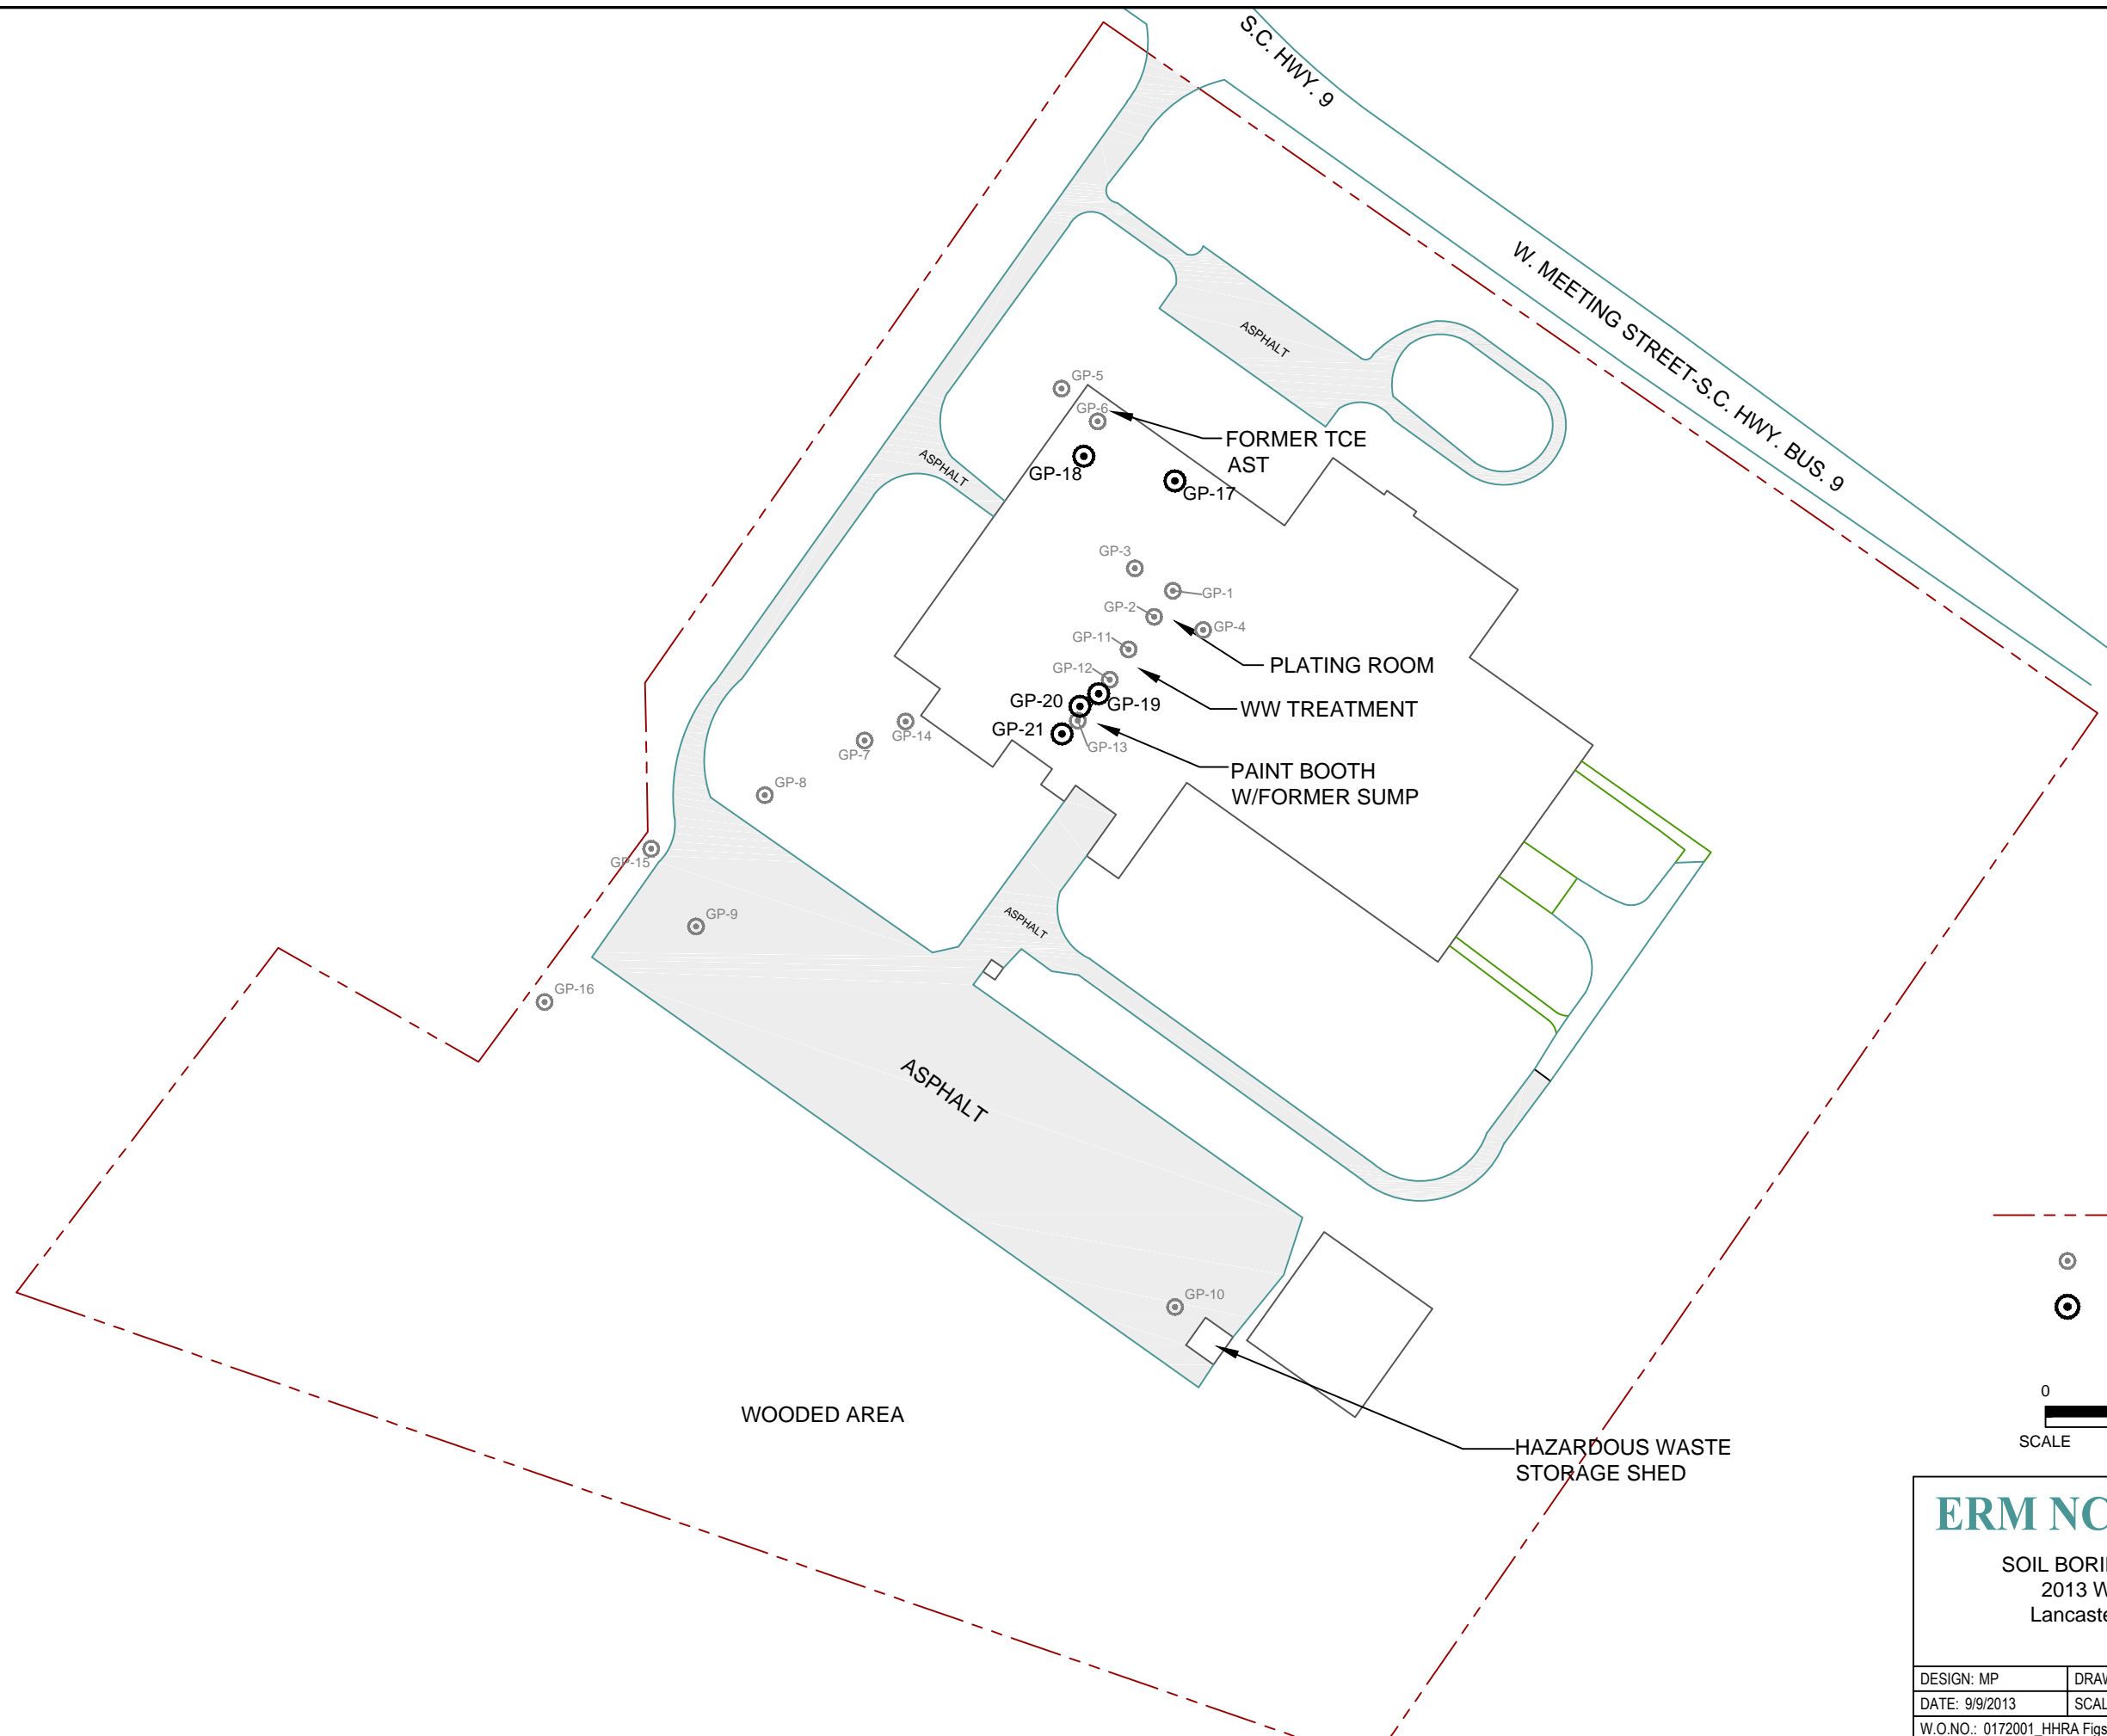 S.C. HWY. 9
W. MEETING STREET-S.C. HWY. BUS. 9
ASPHALT
GP-5
GP-6
FORMER TCE
AST
ASPHALT
GP-18
GP-17
GP-3
GP-1
GP-2
GP-4
GP-11
PLATING ROOM
GP-12
GP-20
GP-19
WW TREATMENT
GP-21
GP-14
GP-13
GP-7
PAINT BOOTH
W/FORMER SUMP
GP-8
GP-15
GP-9
ASPHALT
GP-16
ASPHALT
GP-10
WOODED AREA
HAZARDOUS WASTE
STORAGE SHED
0
SCALE
ERM NC
SOIL BORI
2013 W
Lancaste
DESIGN: MP
DRAW
DATE: 9/9/2013
SCAL
W.O.NO.: 0172001_HHRA Figs